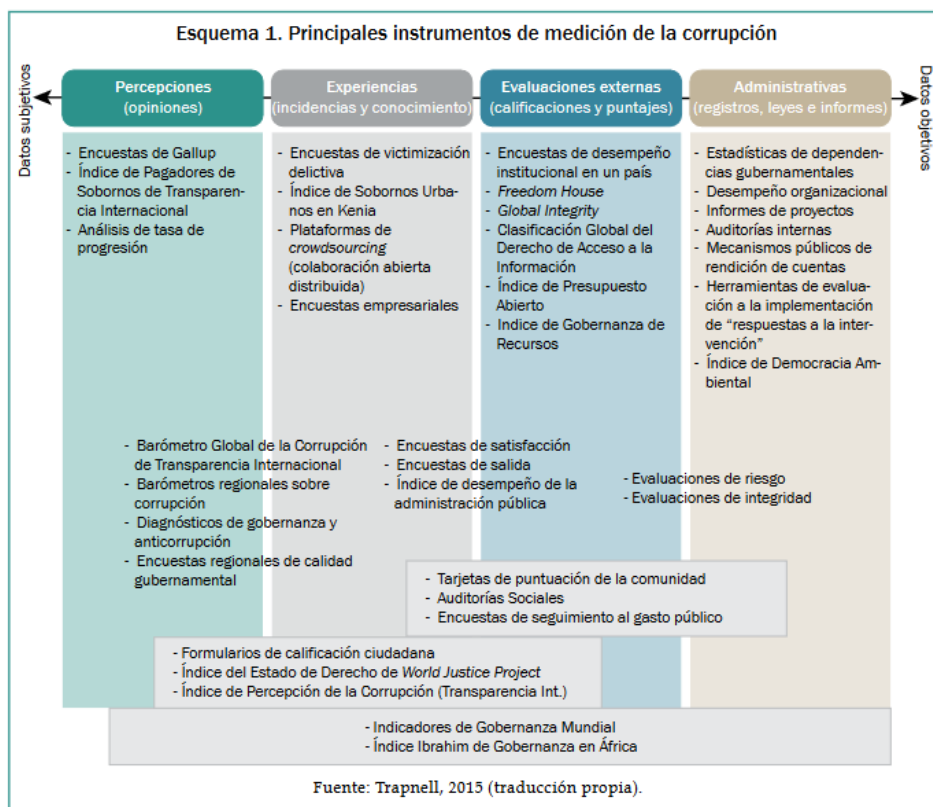 Esquema 1. Principales instrumentos de medición de la corrupción
Datos subjetivos
Percepciones
(opiniones)
Experiencias
(incidencias y conocimiento)
Evaluaciones externas
(calificaciones y puntajes)
Administrativas
(registros, leyes e informes)
Datos objetivos
- Encuestas de Gallup
- Índice de Pagadores de
Sobornos de Transparen-
cia Internacional
- Análisis de tasa de
progresión
- Encuestas de victimización
delictiva
- Índice de Sobornos Urba-
nos en Kenia
- Plataformas de
crowdsourcing
(colaboración abierta
distribuida)
- Encuestas empresariales
- Encuestas de desempeño
institucional en un país
- Freedom House
- Global Integrity
- Clasificación Global del
Derecho de Acceso a la
Información
- Índice de Presupuesto
Abierto
- Indice de Gobernanza de
Recursos
- Estadísticas de dependen-
cias gubernamentales
- Desempeño organizacional
- Informes de proyectos
- Auditorías internas
- Mecanismos públicos de
rendición de cuentas
- Herramientas de evalua-
ción a la implementación
de “respuestas a la inter-
vención”
- Índice de Democracia Am-
biental
- Barómetro Global de la Corrupción
de Transparencia Internacional
- Barómetros regionales sobre
corrupción
- Diagnósticos de gobernanza y
anticorrupción
- Encuestas regionales de calidad
gubernamental
- Encuestas de satisfacción
- Encuestas de salida
- Índice de desempeño de la
administración pública
- Evaluaciones de riesgo
- Evaluaciones de integridad
- Tarjetas de puntuación de la comunidad
- Auditorías Sociales
- Encuestas de seguimiento al gasto público
- Formularios de calificación ciudadana
- Índice del Estado de Derecho de World Justice Project
- Índice de Percepción de la Corrupción (Transparencia Int.)
- Indicadores de Gobernanza Mundial
- Índice Ibrahim de Gobernanza en África
Fuente: Trapnell, 2015 (traducción propia).